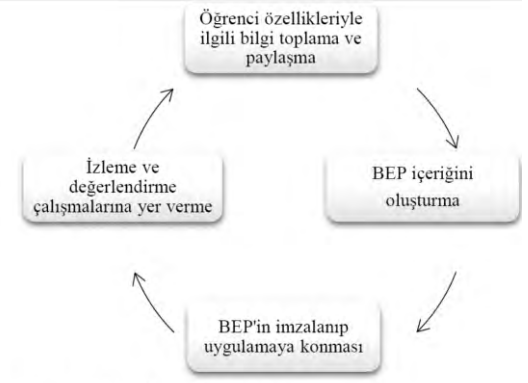 Öğrenci özellikleriyle
ilgili bilgi toplama ve
paylaşma
BEP içeriğini
oluşturma
BEP'in imzalanıp
uygulamaya konması
İzleme ve
değerlendirme
çalışmalarına yer verme